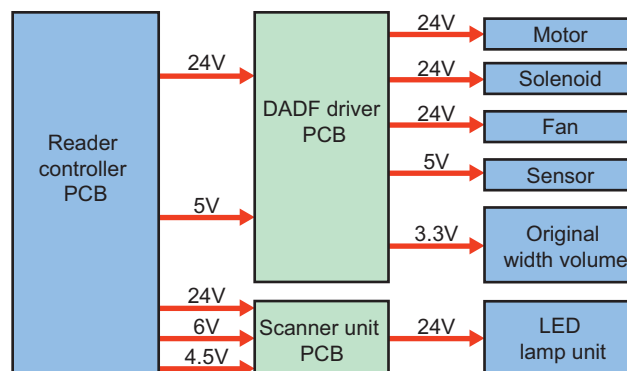 Reader
controller
PCB
24V
5V
24V
6V
4.5V
DADF driver
PCB
Scanner unit
PCB
24V
Motor
24V
Solenoid
24V
Fan
5V
Sensor
3.3V
Original
width volume
24V
LED
lamp unit